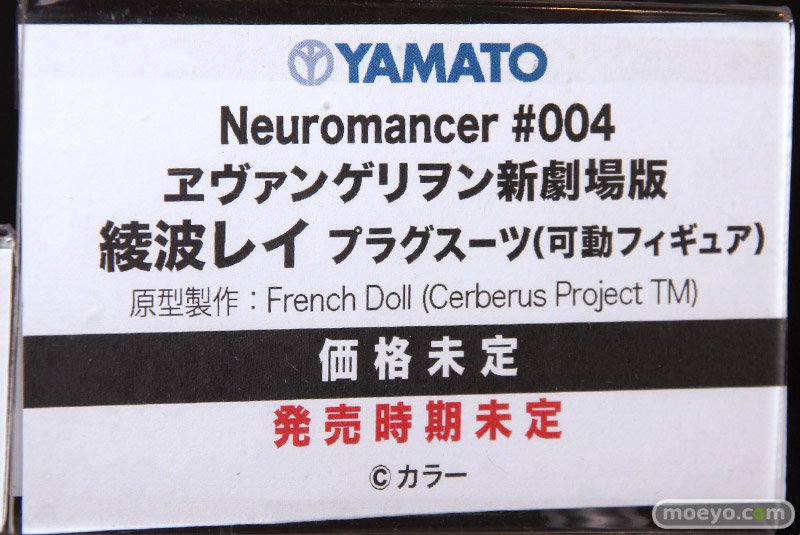 YAMATO
Neuromancer #004
ヱヴァンゲリヲン新劇場版
綾波レイ プラグスーツ(可動フィギュア)
原型製作：French Doll (Cerberus Project TM)
価格未定
発売時期未定
©カラー
moeyo.com